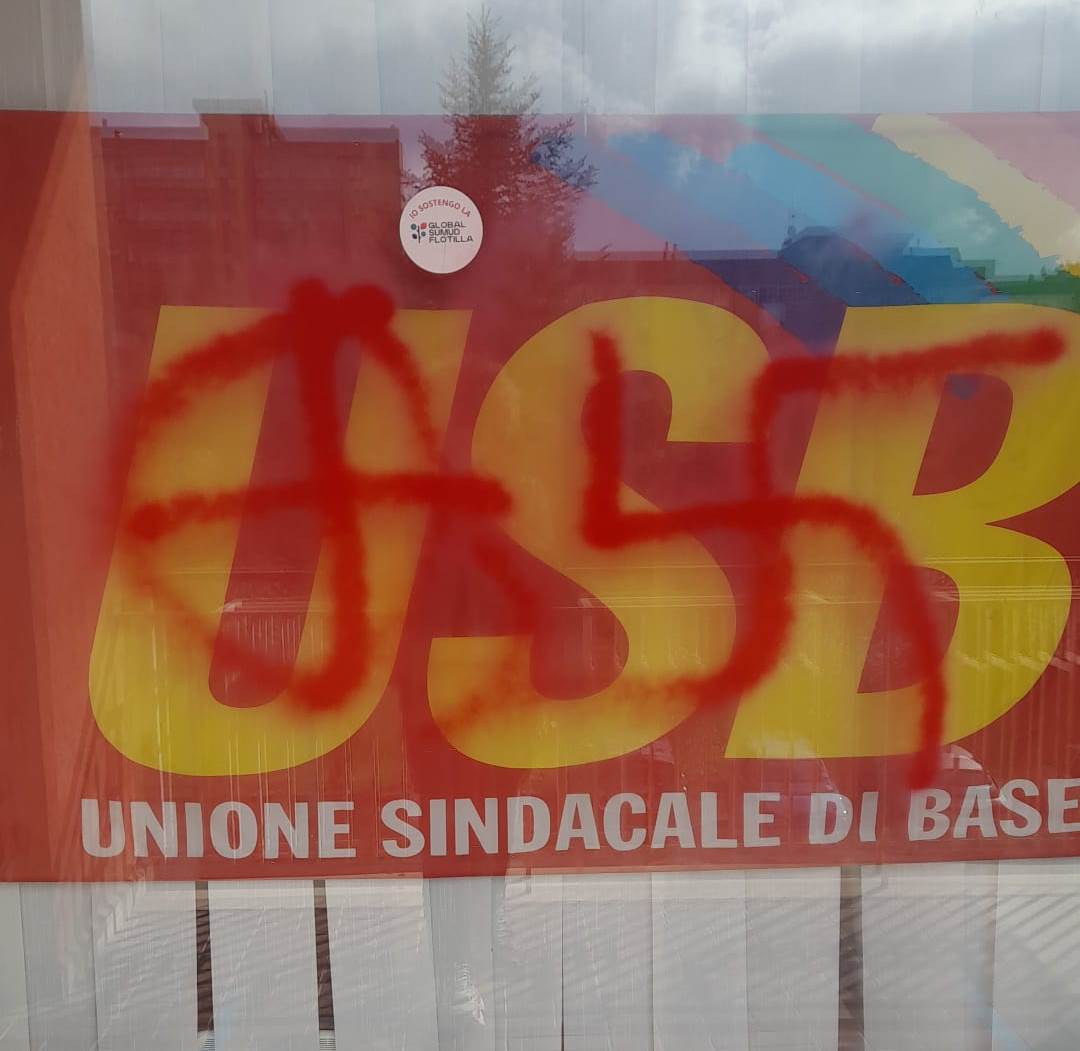 IO SOSTENGO LA
GLOBAL
SUMUD
FLOTILLA
USB
UNIONE SINDACALE DI BASE